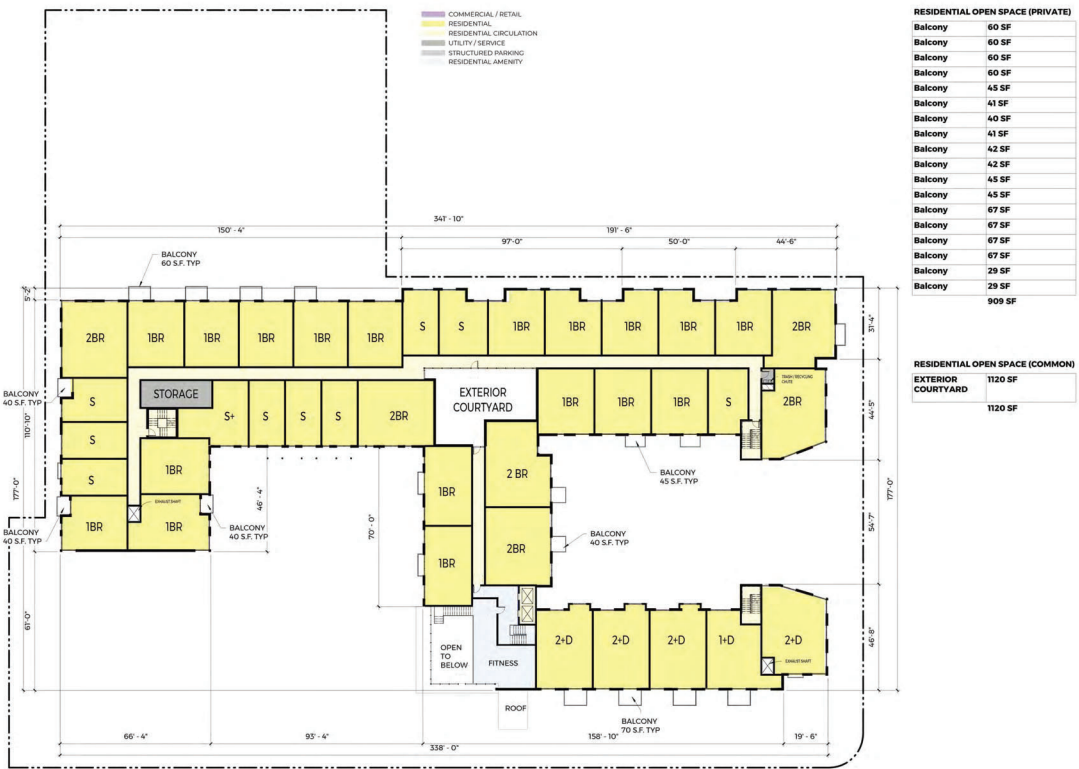 COMMERCIAL / RETAIL
RESIDENTIAL
RESIDENTIAL CIRCULATION
UTILITY / SERVICE
STRUCTURED PARKING
RESIDENTIAL AMENITY
RESIDENTIAL OPEN SPACE (PRIVATE)
Balcony 60 SF
Balcony 60 SF
Balcony 60 SF
Balcony 60 SF
Balcony 45 SF
Balcony 41 SF
Balcony 40 SF
Balcony 41 SF
Balcony 42 SF
Balcony 42 SF
Balcony 45 SF
Balcony 45 SF
Balcony 67 SF
Balcony 67 SF
Balcony 67 SF
Balcony 67 SF
Balcony 29 SF
Balcony 29 SF
909 SF
RESIDENTIAL OPEN SPACE (COMMON)
EXTERIOR 1120 SF
COURTYARD
1120 SF
341' - 10"
150' - 4"
191' - 6"
97'-0"
50'-0"
44'-6"
BALCONY
60 S.F. TYP
5'-2"
31'-4"
2BR
1BR
1BR
1BR
1BR
1BR
S
S
1BR
1BR
1BR
1BR
1BR
2BR
BALCONY
40 S.F. TYP
S
S
S
1BR
STORAGE
S+
S
S
S
2BR
EXTERIOR
COURTYARD
1BR
1BR
1BR
S
TRASH / RECYCLING
CHUTE
2BR
44'-5"
110'-10"
177'-0"
1BR
EXHAUST SHAFT
1BR
46' - 4"
BALCONY
40 S.F. TYP
BALCONY
40 S.F. TYP
1BR
1BR
70' - 0"
2 BR
2BR
BALCONY
45 S.F. TYP
BALCONY
40 S.F. TYP
54'-7"
177'-0"
61'-0"
OPEN
TO
BELOW
FITNESS
ROOF
2+D
2+D
2+D
1+D
2+D
EXHAUST SHAFT
46'-8"
BALCONY
70 S.F. TYP
66' - 4"
93' - 4"
158' - 10"
19' - 6"
338' - 0"